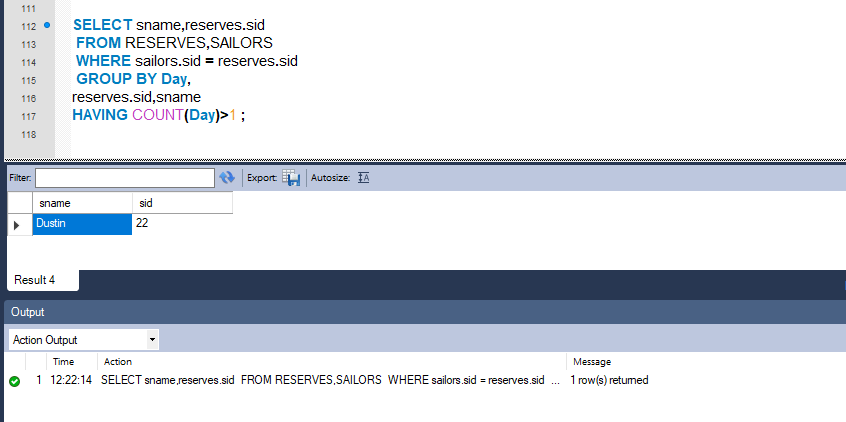 111
112 SELECT sname,reserves.sid
113 FROM RESERVES,SAILORS
114 WHERE sailors.sid = reserves.sid
115 GROUP BY Day,
116 reserves.sid,sname
117 HAVING COUNT(Day)>1 ;
118
Filter: Export: Autosize:
sname sid
Dustin 22
Result 4
Output
Action Output
Time Action Message
1 12:22:14 SELECT sname,reserves.sid FROM RESERVES,SAILORS WHERE sailors.sid = reserves.sid ... 1 row(s) returned